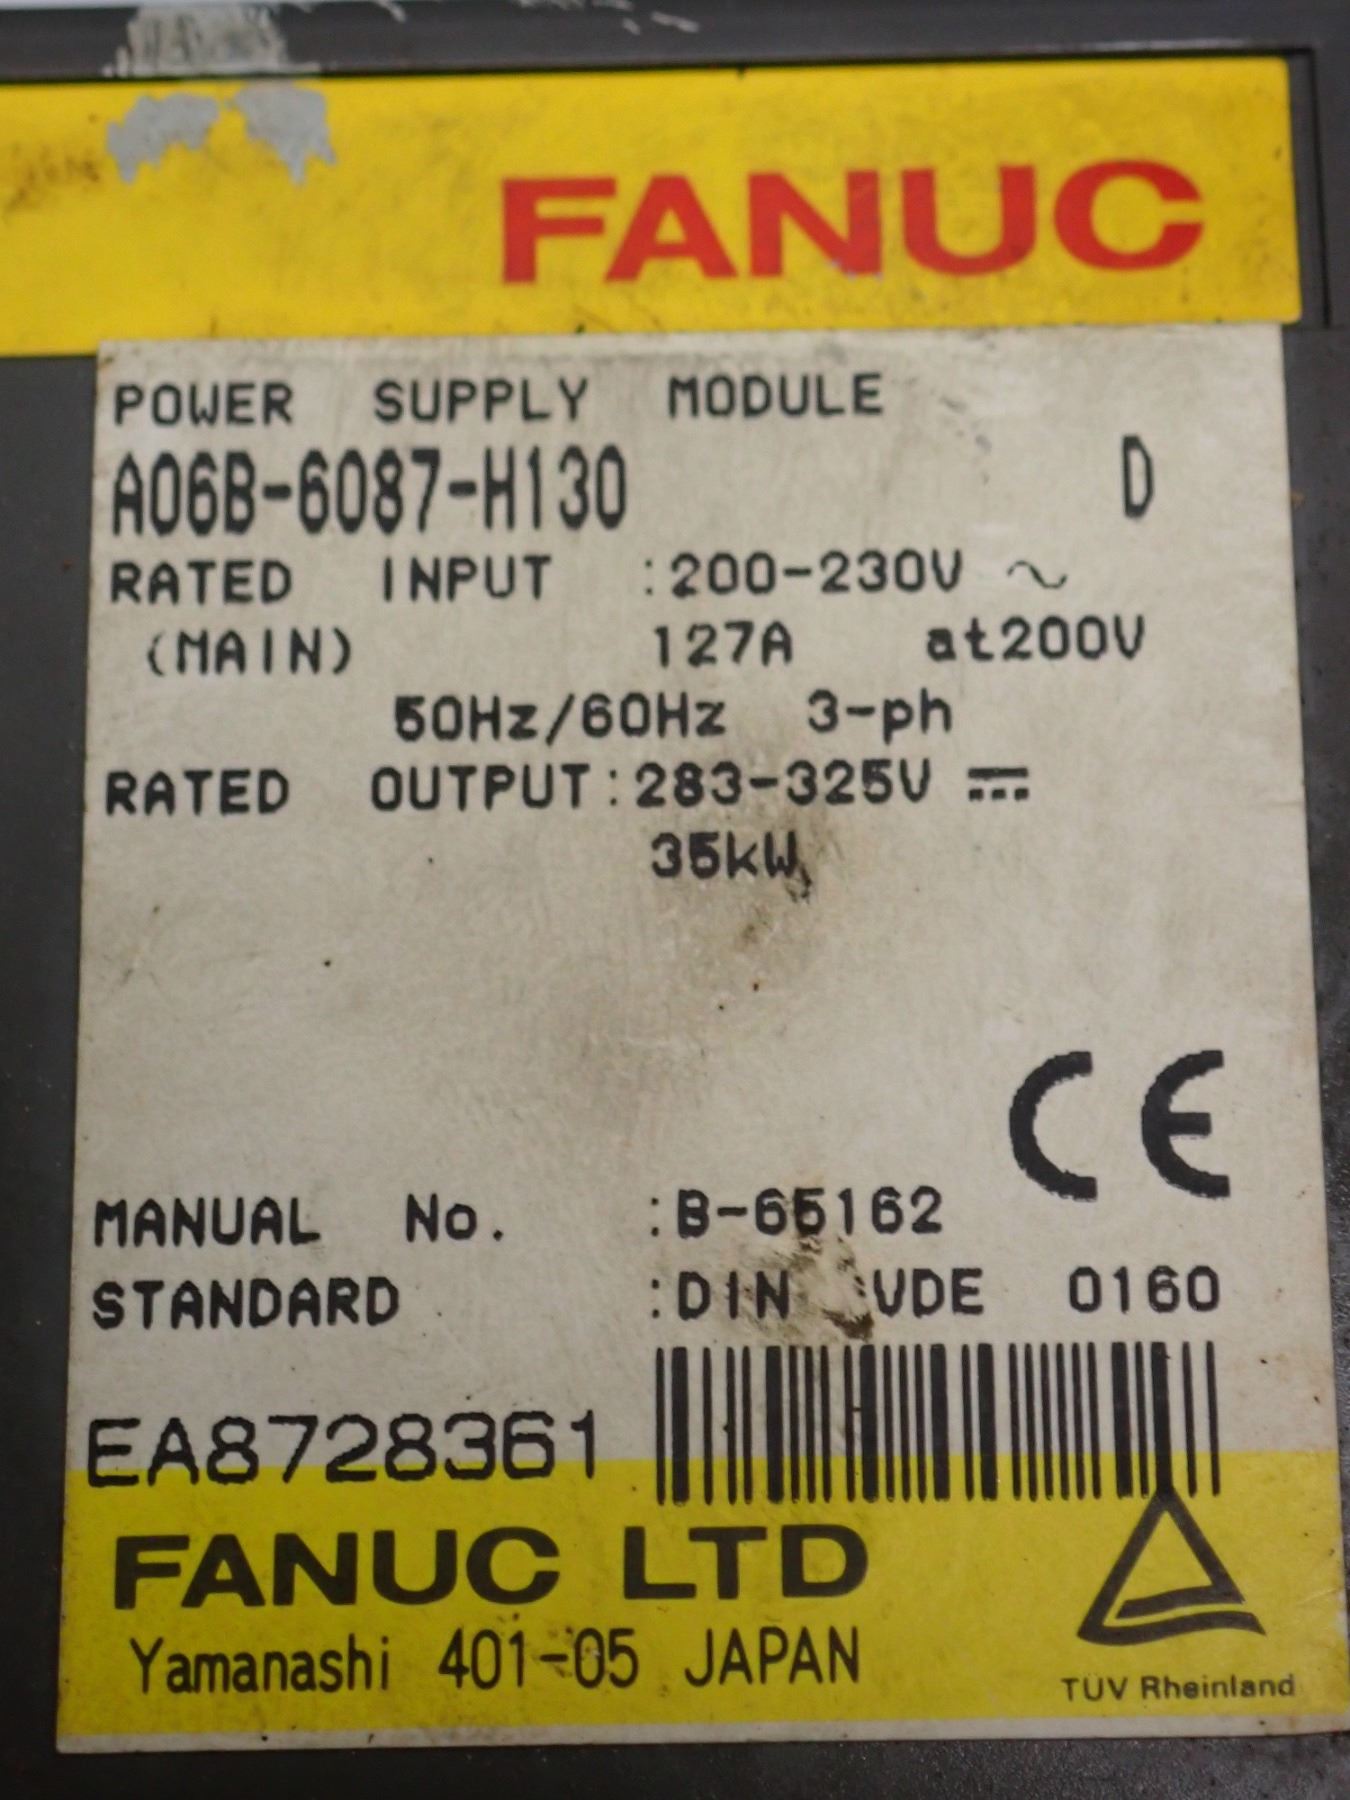 FANUC
POWER SUPPLY MODULE
A06B-6087-H130 D
RATED INPUT :200-230V ~
(MAIN) 127A at200V
50Hz/60Hz 3-ph
RATED OUTPUT:283-325V ⎓
35kW
CE
MANUAL No. :B-65162
STANDARD :DIN VDE 0160
EA8728361
FANUC LTD
Yamanashi 401-05 JAPAN
TÜV Rheinland